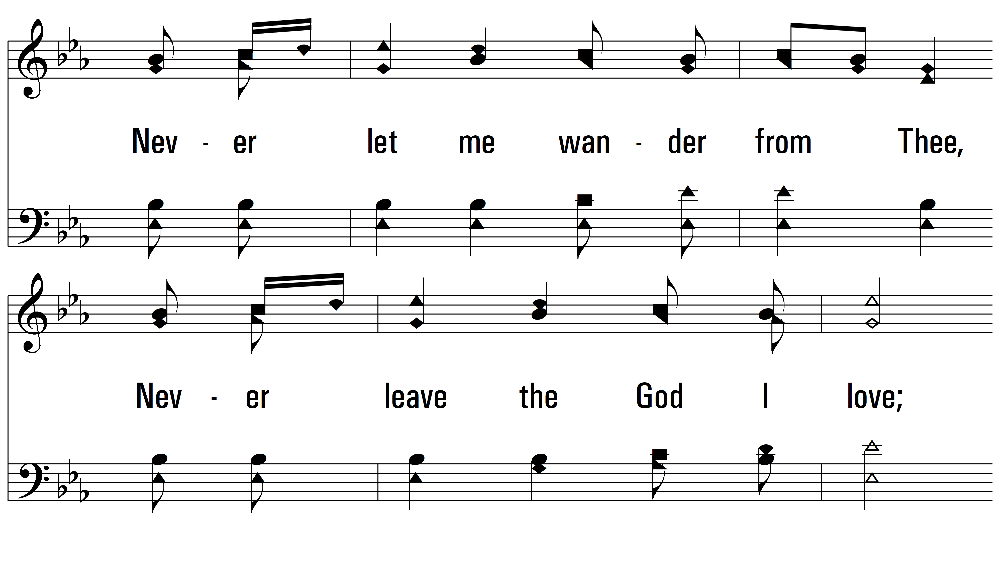 Nev - er let me wan - der from Thee,
Nev - er leave the God I love;